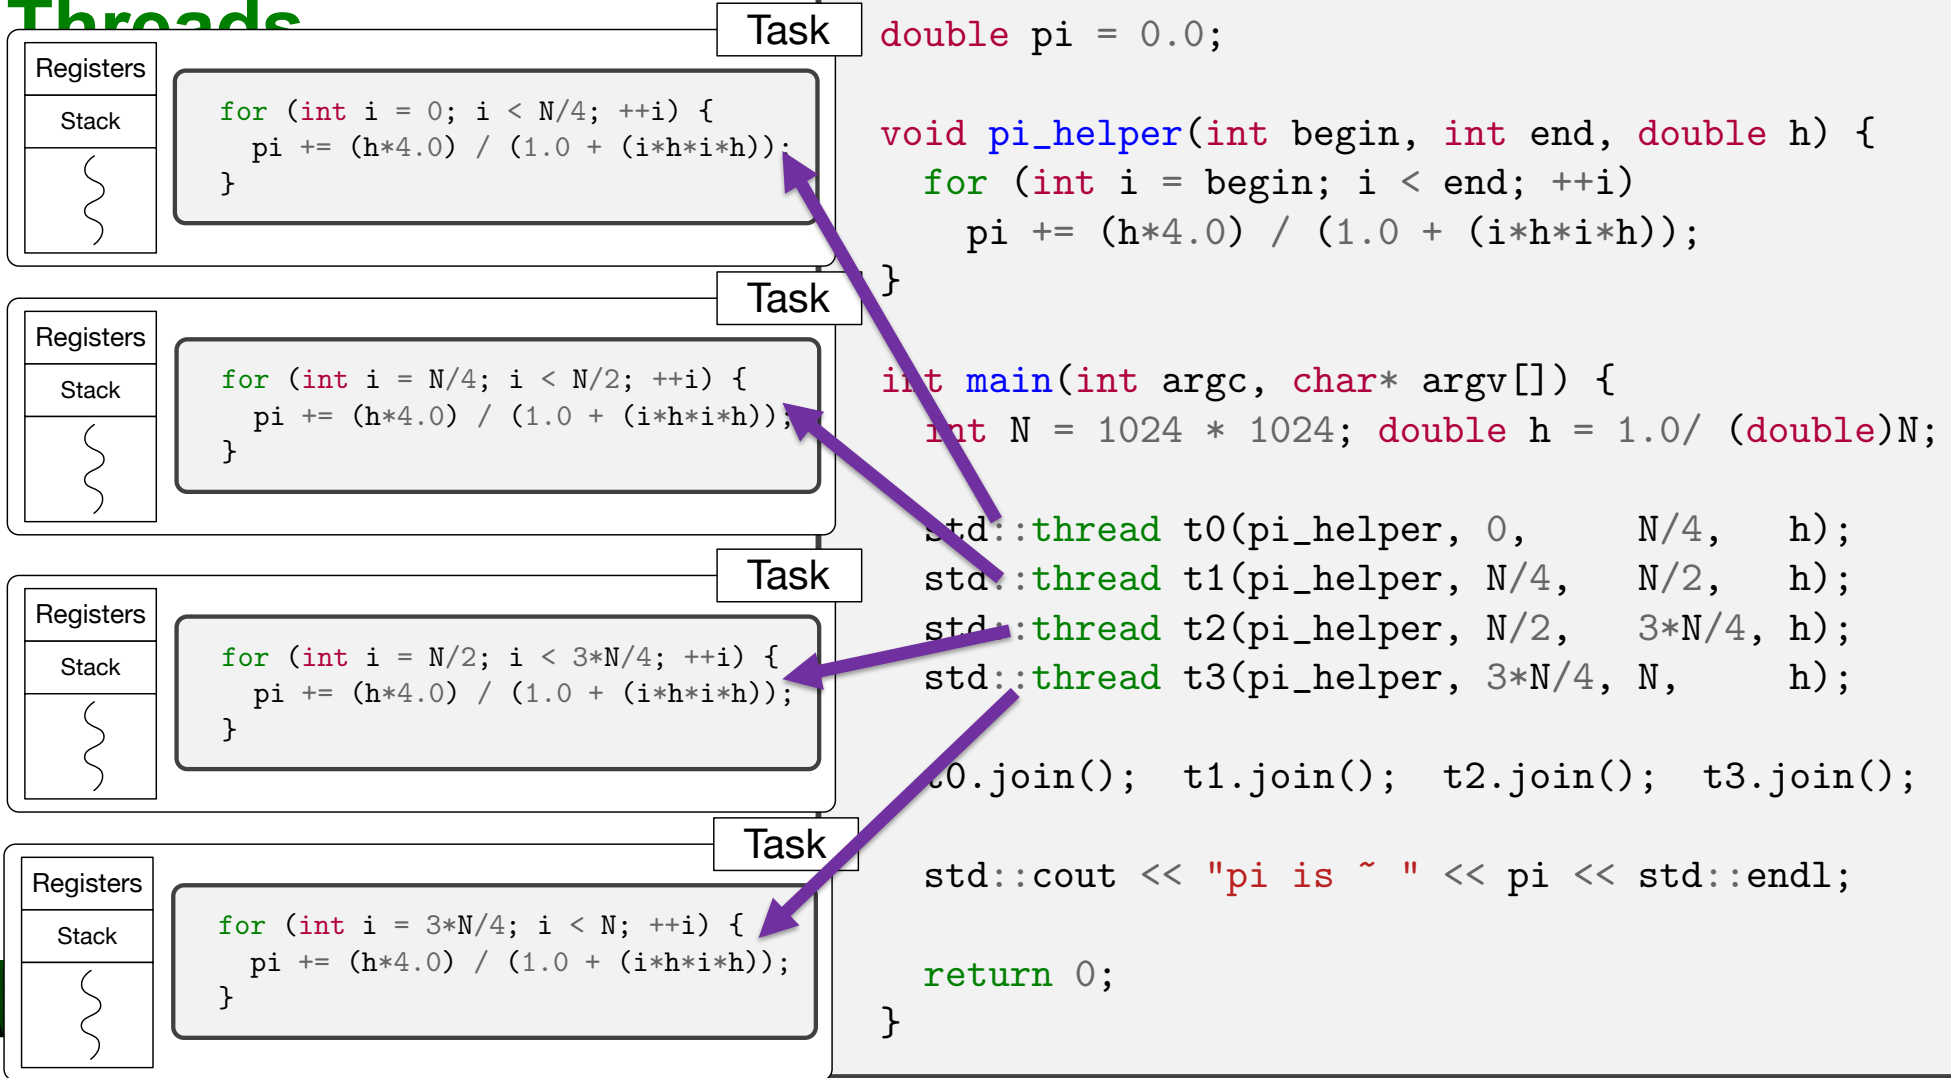 Threads
Task
Registers
Stack
for (int i = 0; i < N/4; ++i) {
pi += (h*4.0) / (1.0 + (i*h*i*h));
}
Task
Registers
Stack
for (int i = N/4; i < N/2; ++i) {
pi += (h*4.0) / (1.0 + (i*h*i*h));
}
Task
Registers
Stack
for (int i = N/2; i < 3*N/4; ++i) {
pi += (h*4.0) / (1.0 + (i*h*i*h));
}
Task
Registers
Stack
for (int i = 3*N/4; i < N; ++i) {
pi += (h*4.0) / (1.0 + (i*h*i*h));
}
double pi = 0.0;
void pi_helper(int begin, int end, double h) {
for (int i = begin; i < end; ++i)
pi += (h*4.0) / (1.0 + (i*h*i*h));
}
int main(int argc, char* argv[]) {
int N = 1024 * 1024; double h = 1.0/ (double)N;
std::thread t0(pi_helper, 0, N/4, h);
std::thread t1(pi_helper, N/4, N/2, h);
std::thread t2(pi_helper, N/2, 3*N/4, h);
std::thread t3(pi_helper, 3*N/4, N, h);
t0.join(); t1.join(); t2.join(); t3.join();
std::cout << "pi is ~ " << pi << std::endl;
return 0;
}